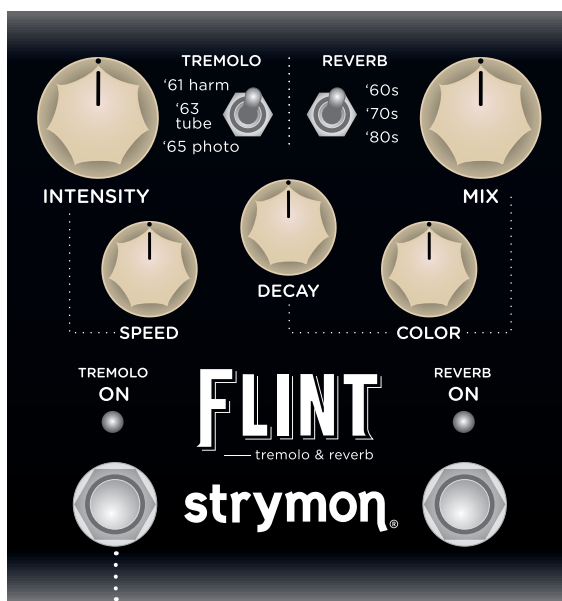 TREMOLO
REVERB
‘61 harm
‘63
tube
‘65 photo
‘60s
‘70s
‘80s
INTENSITY
MIX
DECAY
SPEED
COLOR
TREMOLO
ON
REVERB
ON
FLINT
tremolo & reverb
strymon®